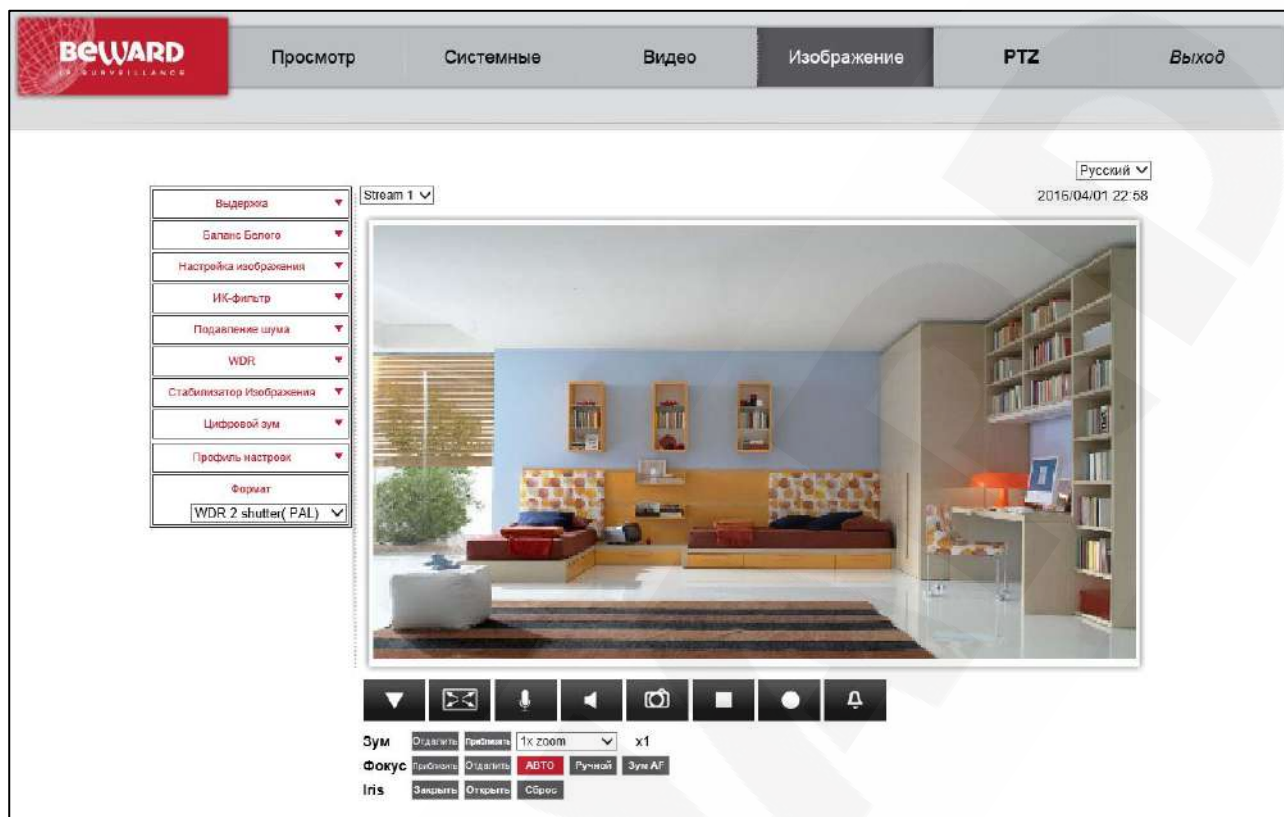 BEWARD
IP SURVEILLANCE
Просмотр
Системные
Видео
Изображение
PTZ
Выход
Русский
Stream 1
2016/04/01 22:58
Выдержка
Баланс Белого
Настройка изображения
ИК-фильтр
Подавление шума
WDR
Стабилизатор Изображения
Цифровой зум
Профиль настроек
Формат
WDR 2 shutter( PAL)
Зум Отдалить Приблизить 1x zoom x1
Фокус Приблизить Отдалить АВТО Ручной Зум AF
Iris Закрыть Открыть Сброс